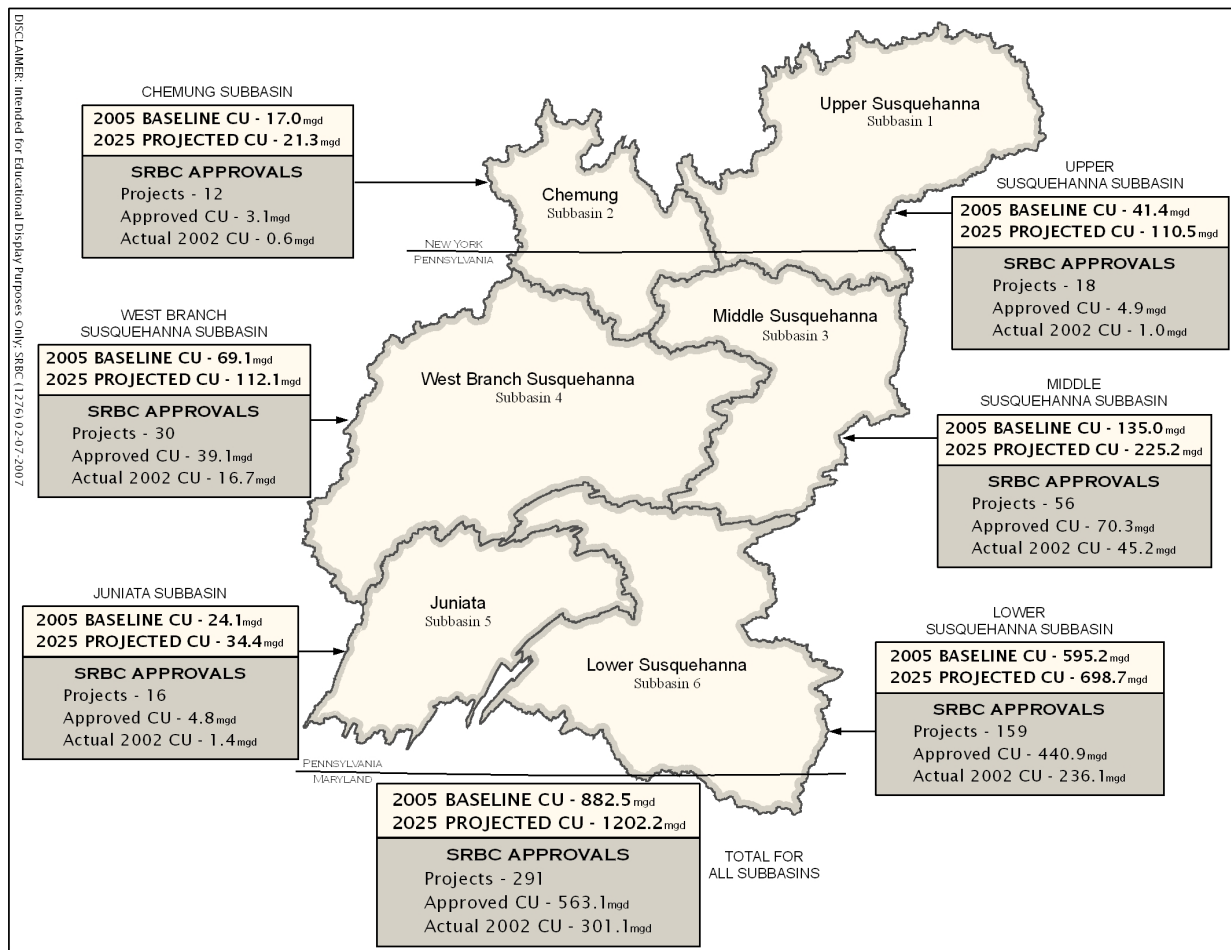 DISCLAIMER: Intended for Educational Display Purposes Only; SRBC (1276) 02-07-2007
CHEMUNG SUBBASIN
2005 BASELINE CU - 17.0mgd
2025 PROJECTED CU - 21.3mgd
SRBC APPROVALS
Projects - 12
Approved CU - 3.1mgd
Actual 2002 CU - 0.6mgd
Upper Susquehanna
Subbasin 1
Chemung
Subbasin 2
UPPER
SUSQUEHANNA SUBBASIN
2005 BASELINE CU - 41.4mgd
2025 PROJECTED CU - 110.5mgd
SRBC APPROVALS
Projects - 18
Approved CU - 4.9mgd
Actual 2002 CU - 1.0mgd
NEW YORK
PENNSYLVANIA
WEST BRANCH
SUSQUEHANNA SUBBASIN
2005 BASELINE CU - 69.1mgd
2025 PROJECTED CU - 112.1mgd
SRBC APPROVALS
Projects - 30
Approved CU - 39.1mgd
Actual 2002 CU - 16.7mgd
Middle Susquehanna
Subbasin 3
West Branch Susquehanna
Subbasin 4
MIDDLE
SUSQUEHANNA SUBBASIN
2005 BASELINE CU - 135.0mgd
2025 PROJECTED CU - 225.2mgd
SRBC APPROVALS
Projects - 56
Approved CU - 70.3mgd
Actual 2002 CU - 45.2mgd
JUNIATA SUBBASIN
2005 BASELINE CU - 24.1mgd
2025 PROJECTED CU - 34.4mgd
SRBC APPROVALS
Projects - 16
Approved CU - 4.8mgd
Actual 2002 CU - 1.4mgd
Juniata
Subbasin 5
Lower Susquehanna
Subbasin 6
LOWER
SUSQUEHANNA SUBBASIN
2005 BASELINE CU - 595.2mgd
2025 PROJECTED CU - 698.7mgd
SRBC APPROVALS
Projects - 159
Approved CU - 440.9mgd
Actual 2002 CU - 236.1mgd
PENNSYLVANIA
MARYLAND
2005 BASELINE CU - 882.5mgd
2025 PROJECTED CU - 1202.2mgd
SRBC APPROVALS
Projects - 291
Approved CU - 563.1mgd
Actual 2002 CU - 301.1mgd
TOTAL FOR
ALL SUBBASINS